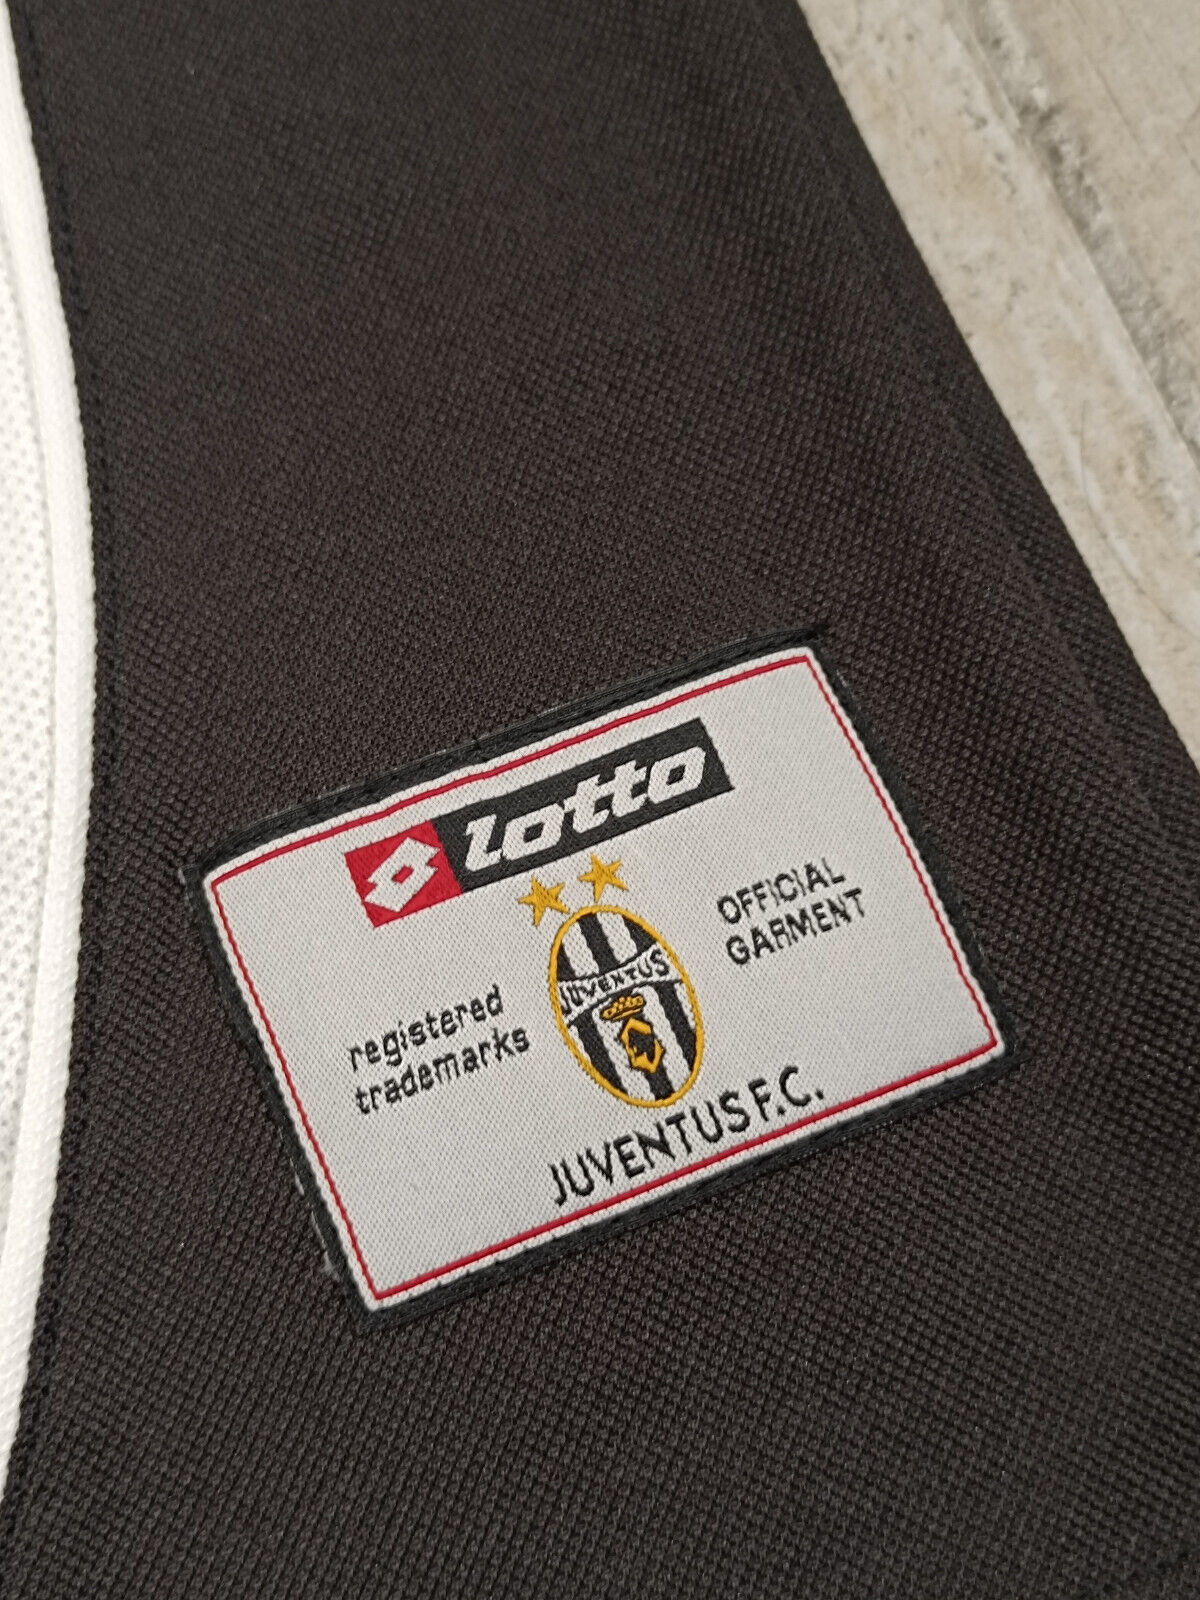 lotto
OFFICIAL
GARMENT
JUVENTUS
registered
trademarks
JUVENTUS F.C.